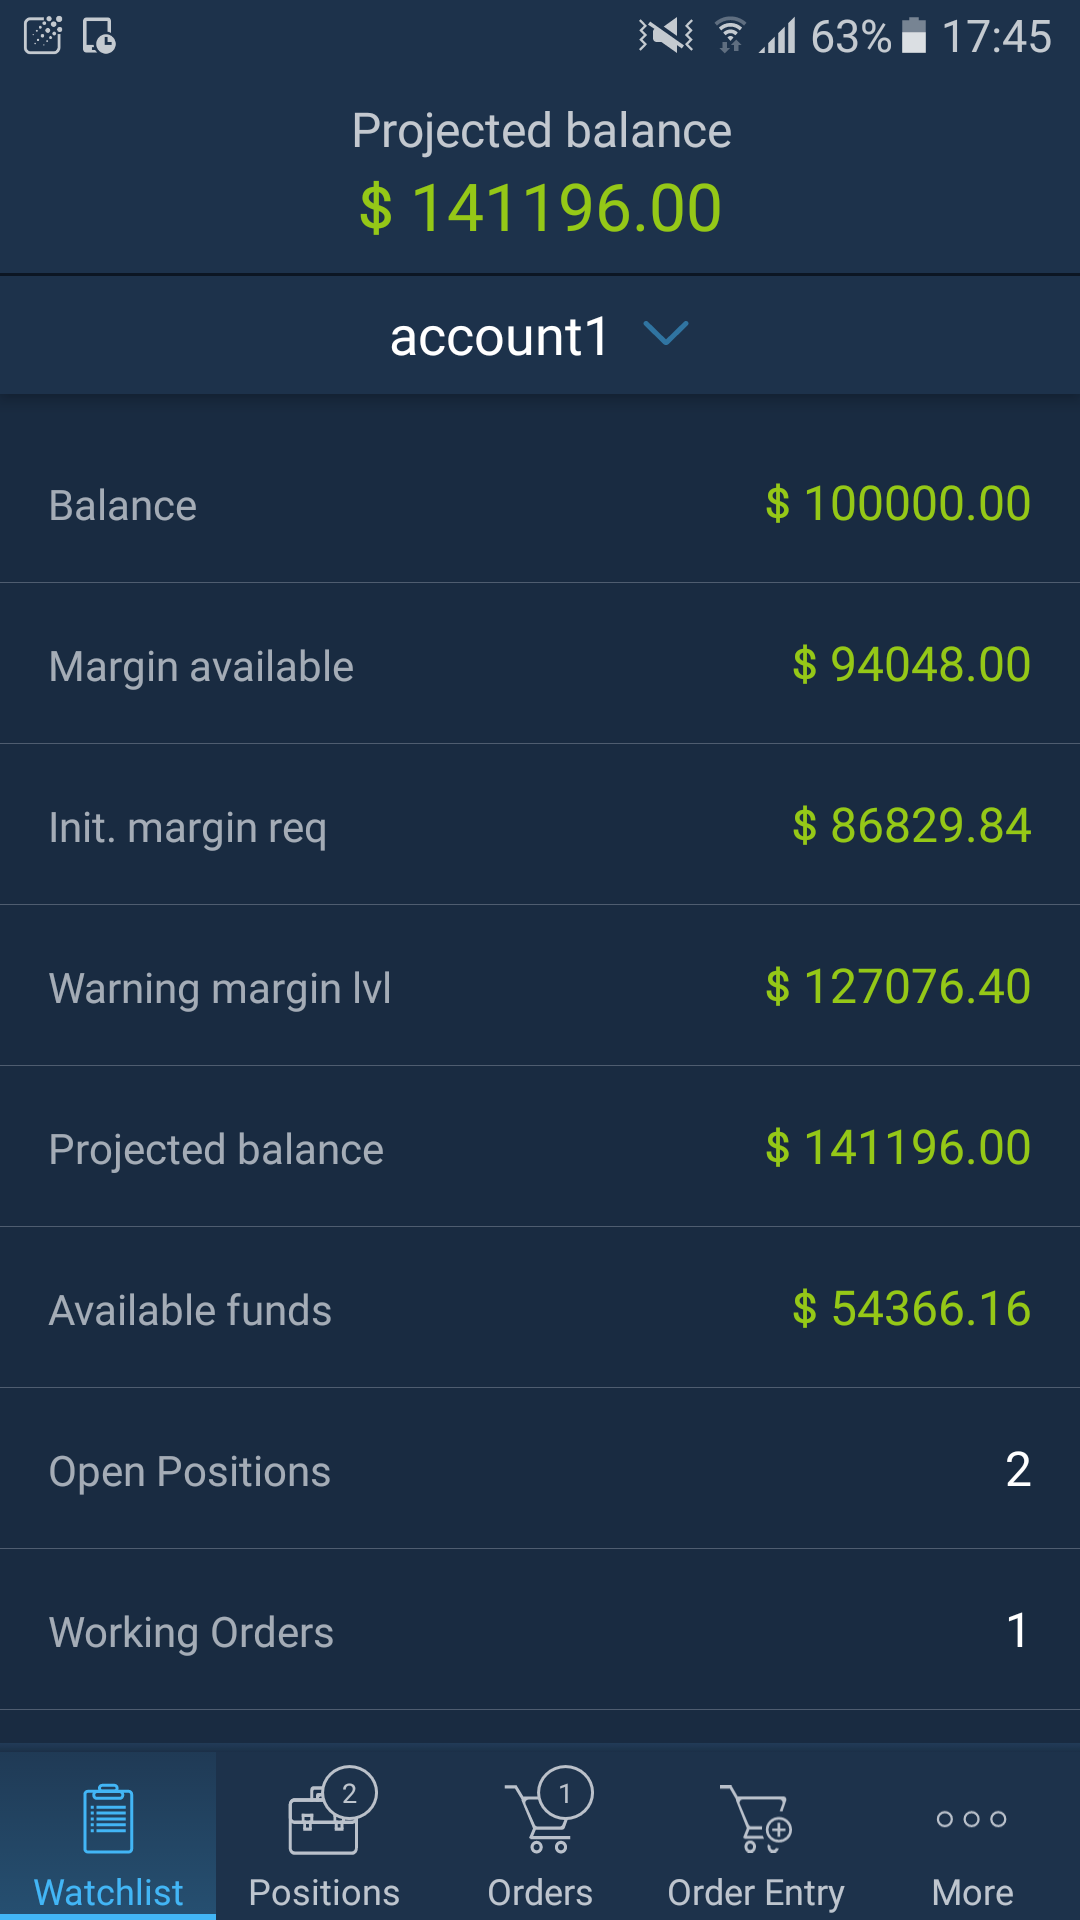 63% 17:45
Projected balance
$ 141196.00
account1
Balance $ 100000.00
Margin available $ 94048.00
Init. margin req $ 86829.84
Warning margin lvl $ 127076.40
Projected balance $ 141196.00
Available funds $ 54366.16
Open Positions 2
Working Orders 1
2 1
Watchlist Positions Orders Order Entry More